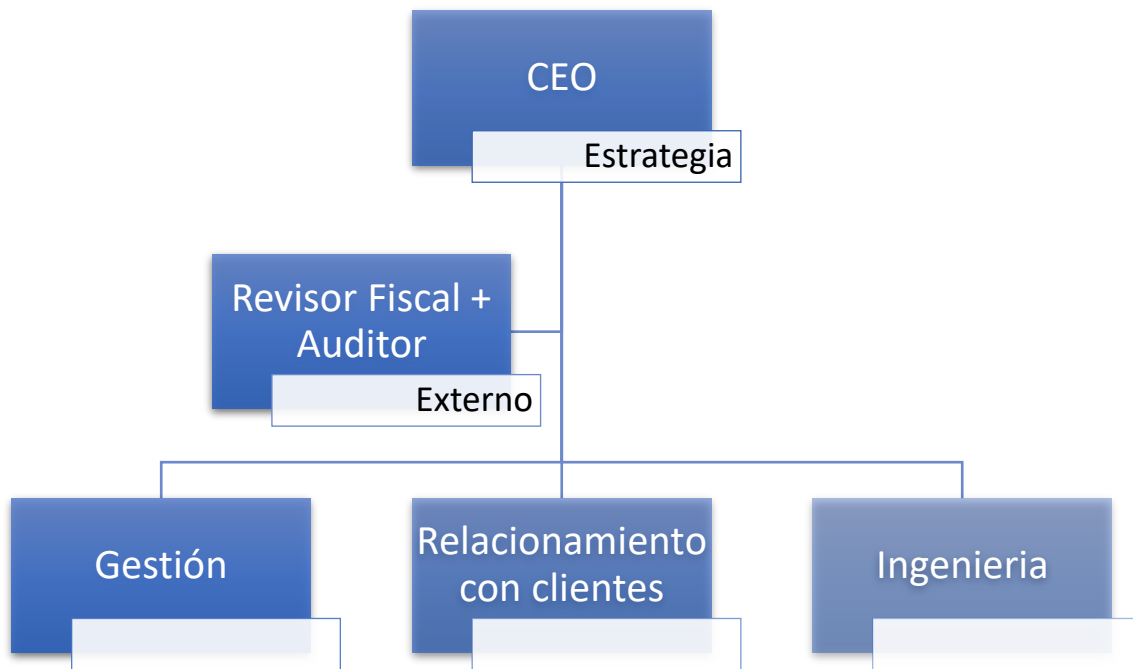 CEO
Estrategia
Revisor Fiscal +
Auditor
Externo
Gestión
Relacionamiento
con clientes
Ingenieria